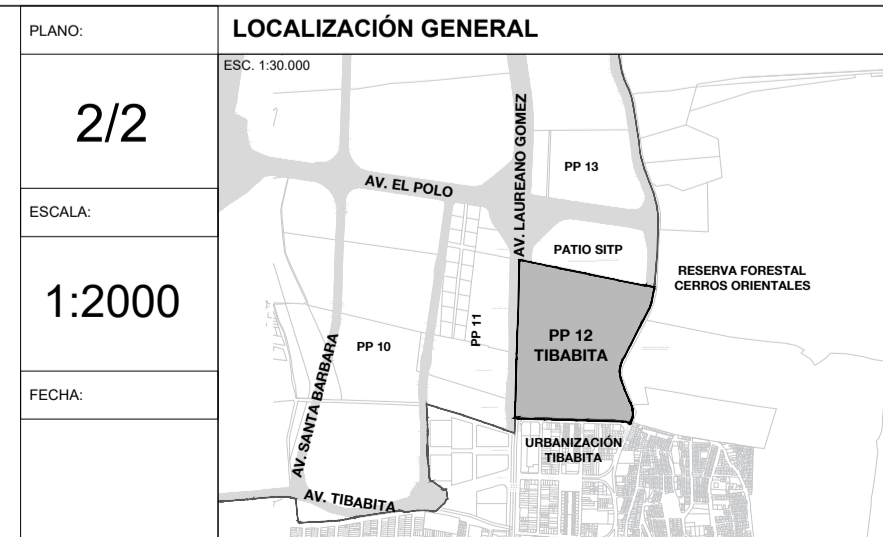 PLANO:
2/2
ESCALA:
1:2000
FECHA:
LOCALIZACIÓN GENERAL
ESC. 1:30.000
AV. LAUREANO GOMEZ
PP 13
AV. EL POLO
PATIO SITP
RESERVA FORESTAL
CERROS ORIENTALES
PP 11
PP 12
TIBABITA
PP 10
AV. SANTA BARBARA
URBANIZACIÓN
TIBABITA
AV. TIBABITA